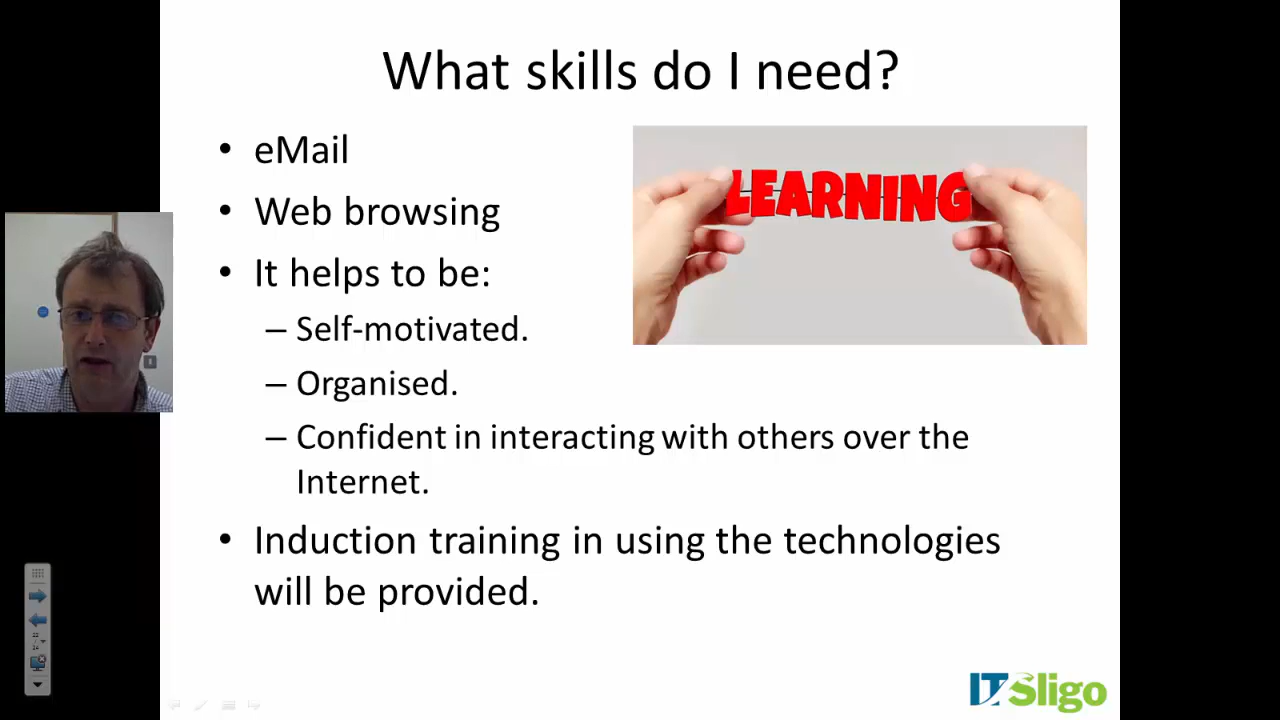 What skills do I need?
• eMail
• Web browsing
• It helps to be:
– Self-motivated.
– Organised.
– Confident in interacting with others over the
Internet.
• Induction training in using the technologies
will be provided.
LEARNING
IT Sligo